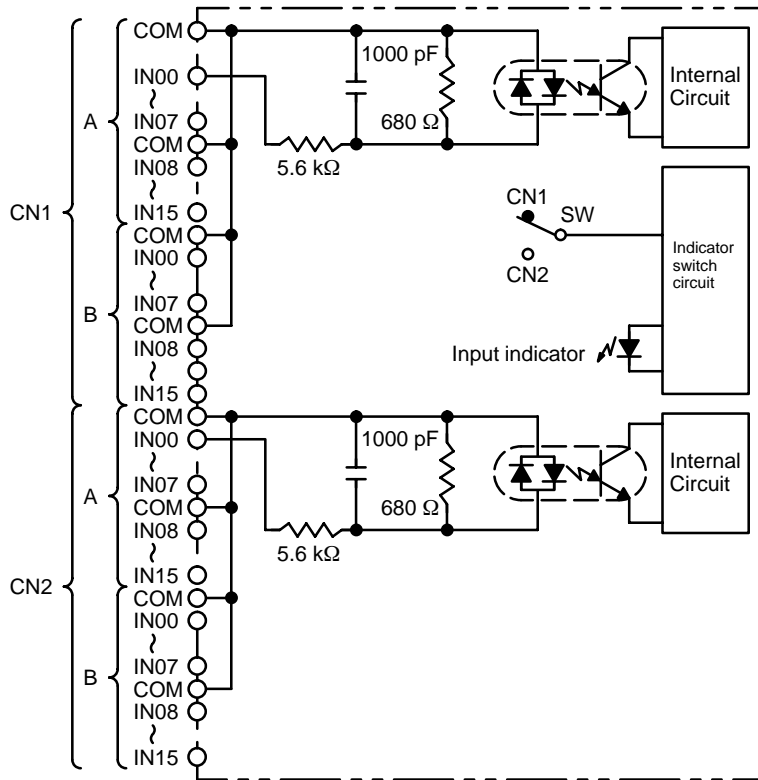 CN1
A
COM
IN00
~
IN07
COM
IN08
~
IN15
B
COM
IN00
~
IN07
COM
IN08
~
IN15
5.6 kΩ
1000 pF
680 Ω
Internal
Circuit
CN1
SW
CN2
Indicator
switch
circuit
Input indicator
CN2
A
COM
IN00
~
IN07
COM
IN08
~
IN15
B
COM
IN00
~
IN07
COM
IN08
~
IN15
5.6 kΩ
1000 pF
680 Ω
Internal
Circuit